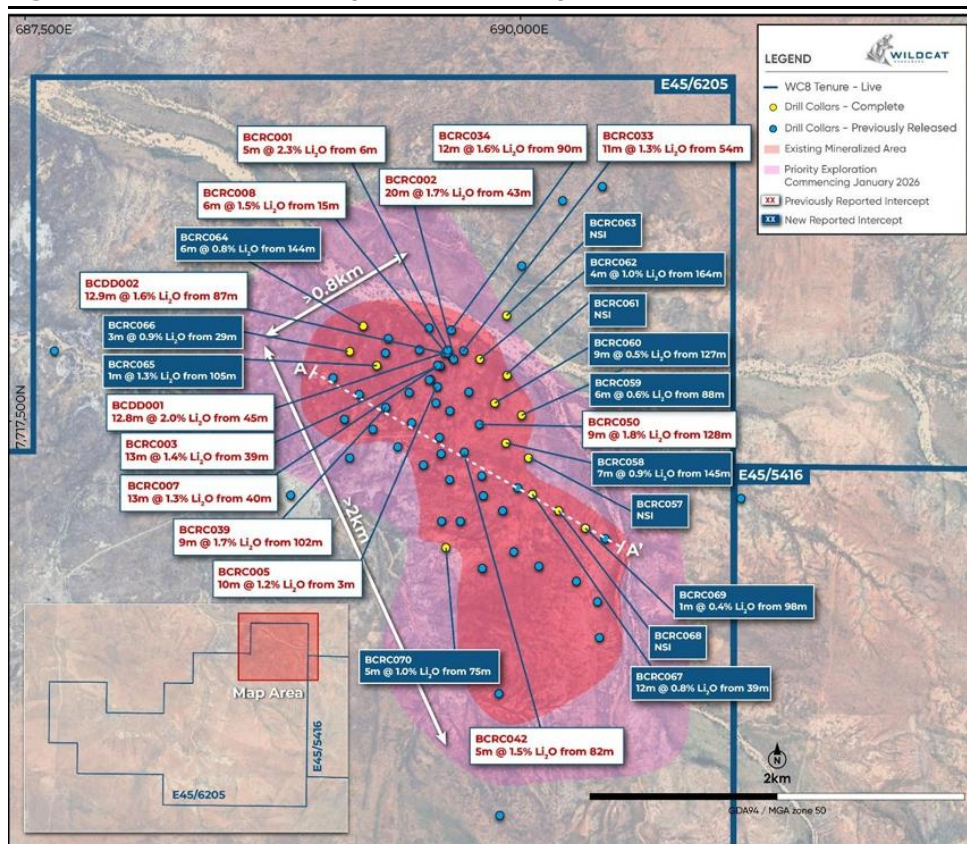 687,500E
690,000E
7,717,500N
E45/6205
LEGEND
WILDCAT
WC8 Tenure - Live
Drill Collars - Complete
Drill Collars - Previously Released
Existing Mineralized Area
Priority Exploration
Commencing January 2026
XX Previously Reported Intercept
XX New Reported Intercept
BCRC001
5m @ 2.3% Li₂O from 6m
BCRC034
12m @ 1.6% Li₂O from 90m
BCRC033
11m @ 1.3% Li₂O from 54m
BCRC008
6m @ 1.5% Li₂O from 15m
BCRC002
20m @ 1.7% Li₂O from 43m
BCRC064
6m @ 0.8% Li₂O from 144m
BCRC063
NSI
BCDD002
12.9m @ 1.6% Li₂O from 87m
>0.8km
BCRC062
4m @ 1.0% Li₂O from 164m
BCRC066
3m @ 0.9% Li₂O from 29m
BCRC061
NSI
BCRC065
1m @ 1.3% Li₂O from 105m
A
BCRC060
9m @ 0.5% Li₂O from 127m
BCDD001
12.8m @ 2.0% Li₂O from 45m
BCRC059
6m @ 0.6% Li₂O from 88m
BCRC003
13m @ 1.4% Li₂O from 39m
BCRC050
9m @ 1.8% Li₂O from 128m
BCRC007
13m @ 1.3% Li₂O from 40m
BCRC058
7m @ 0.9% Li₂O from 145m
E45/5416
BCRC039
9m @ 1.7% Li₂O from 102m
>2km
BCRC057
NSI
A'
BCRC005
10m @ 1.2% Li₂O from 3m
BCRC069
1m @ 0.4% Li₂O from 98m
BCRC068
NSI
BCRC070
5m @ 1.0% Li₂O from 75m
BCRC067
12m @ 0.8% Li₂O from 39m
BCRC042
5m @ 1.5% Li₂O from 82m
Map Area
E45/5416
E45/6205
N
2km
GDA94 / MGA zone 50